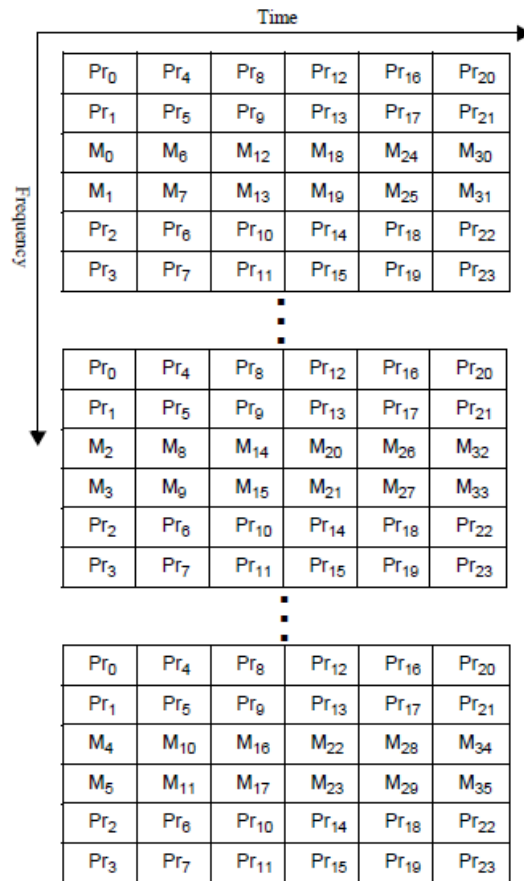 Time
Frequency
Pr0 Pr4 Pr8 Pr12 Pr16 Pr20
Pr1 Pr5 Pr9 Pr13 Pr17 Pr21
M0 M6 M12 M18 M24 M30
M1 M7 M13 M19 M25 M31
Pr2 Pr6 Pr10 Pr14 Pr18 Pr22
Pr3 Pr7 Pr11 Pr15 Pr19 Pr23
Pr0 Pr4 Pr8 Pr12 Pr16 Pr20
Pr1 Pr5 Pr9 Pr13 Pr17 Pr21
M2 M8 M14 M20 M26 M32
M3 M9 M15 M21 M27 M33
Pr2 Pr6 Pr10 Pr14 Pr18 Pr22
Pr3 Pr7 Pr11 Pr15 Pr19 Pr23
Pr0 Pr4 Pr8 Pr12 Pr16 Pr20
Pr1 Pr5 Pr9 Pr13 Pr17 Pr21
M4 M10 M16 M22 M28 M34
M5 M11 M17 M23 M29 M35
Pr2 Pr6 Pr10 Pr14 Pr18 Pr22
Pr3 Pr7 Pr11 Pr15 Pr19 Pr23